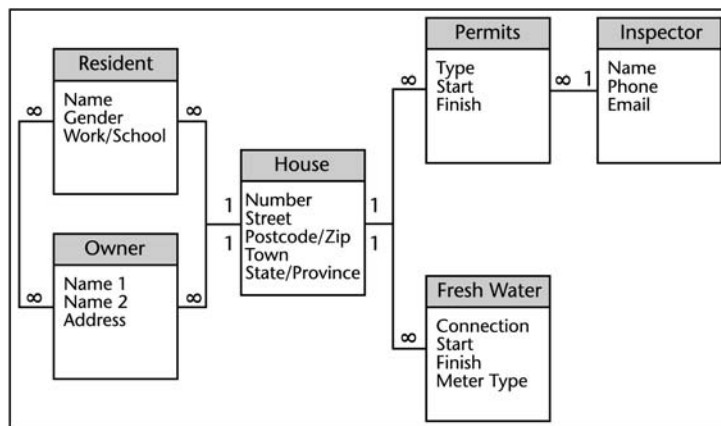 Resident
Name
Gender
Work/School
∞
∞
Owner
Name 1
Name 2
Address
∞
∞
House
Number
Street
Postcode/Zip
Town
State/Province
1
1
1
1
Permits
Type
Start
Finish
∞
∞
1
Inspector
Name
Phone
Email
Fresh Water
Connection
Start
Finish
Meter Type
∞